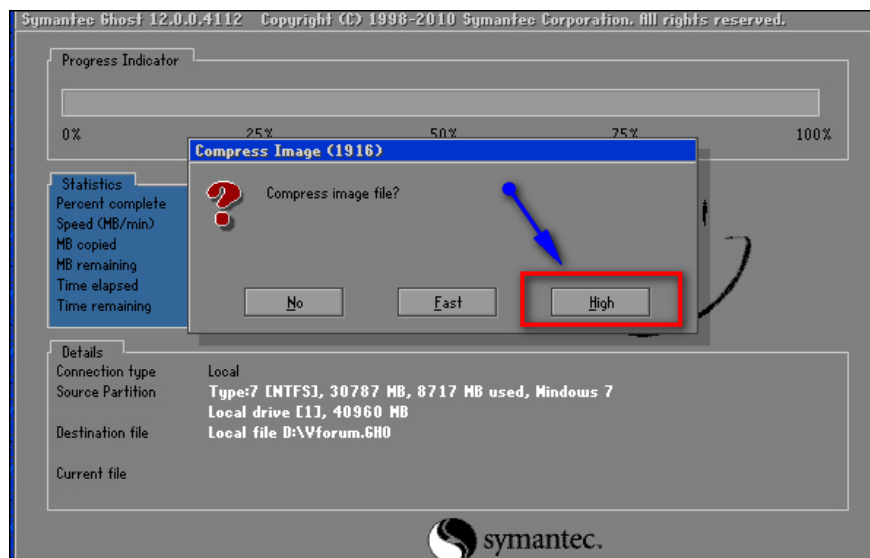 Symantec Ghost 12.0.0.4112 Copyright (C) 1998-2010 Symantec Corporation. All rights reserved.
Progress Indicator
0% 25% 50% 75% 100%
Compress Image (1916)
Compress image file?
No Fast High
Statistics
Percent complete
Speed (MB/min)
MB copied
MB remaining
Time elapsed
Time remaining
Details
Connection type Local
Source Partition Type:7 [NTFS], 30787 MB, 8717 MB used, Windows 7
Local drive [1], 40960 MB
Destination file Local file D:\Vforum.GHO
Current file
symantec.